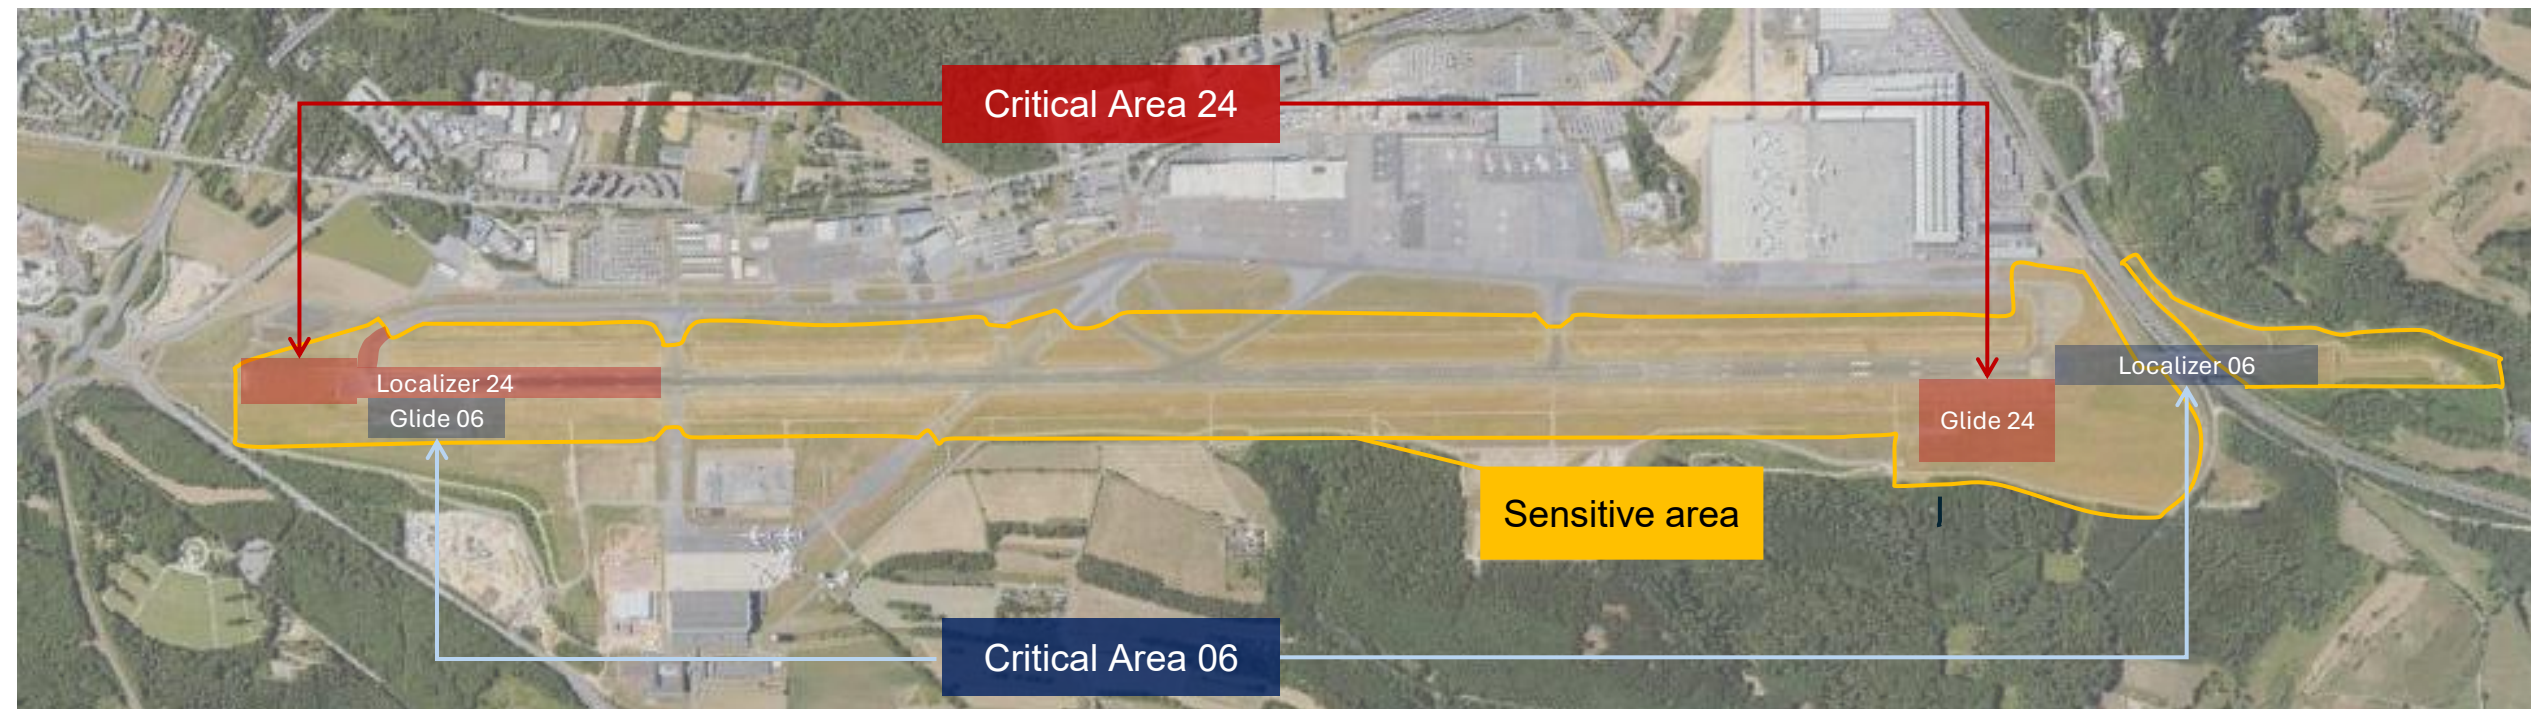 Critical Area 24
Localizer 24
Glide 06
Localizer 06
Glide 24
Sensitive area
Critical Area 06